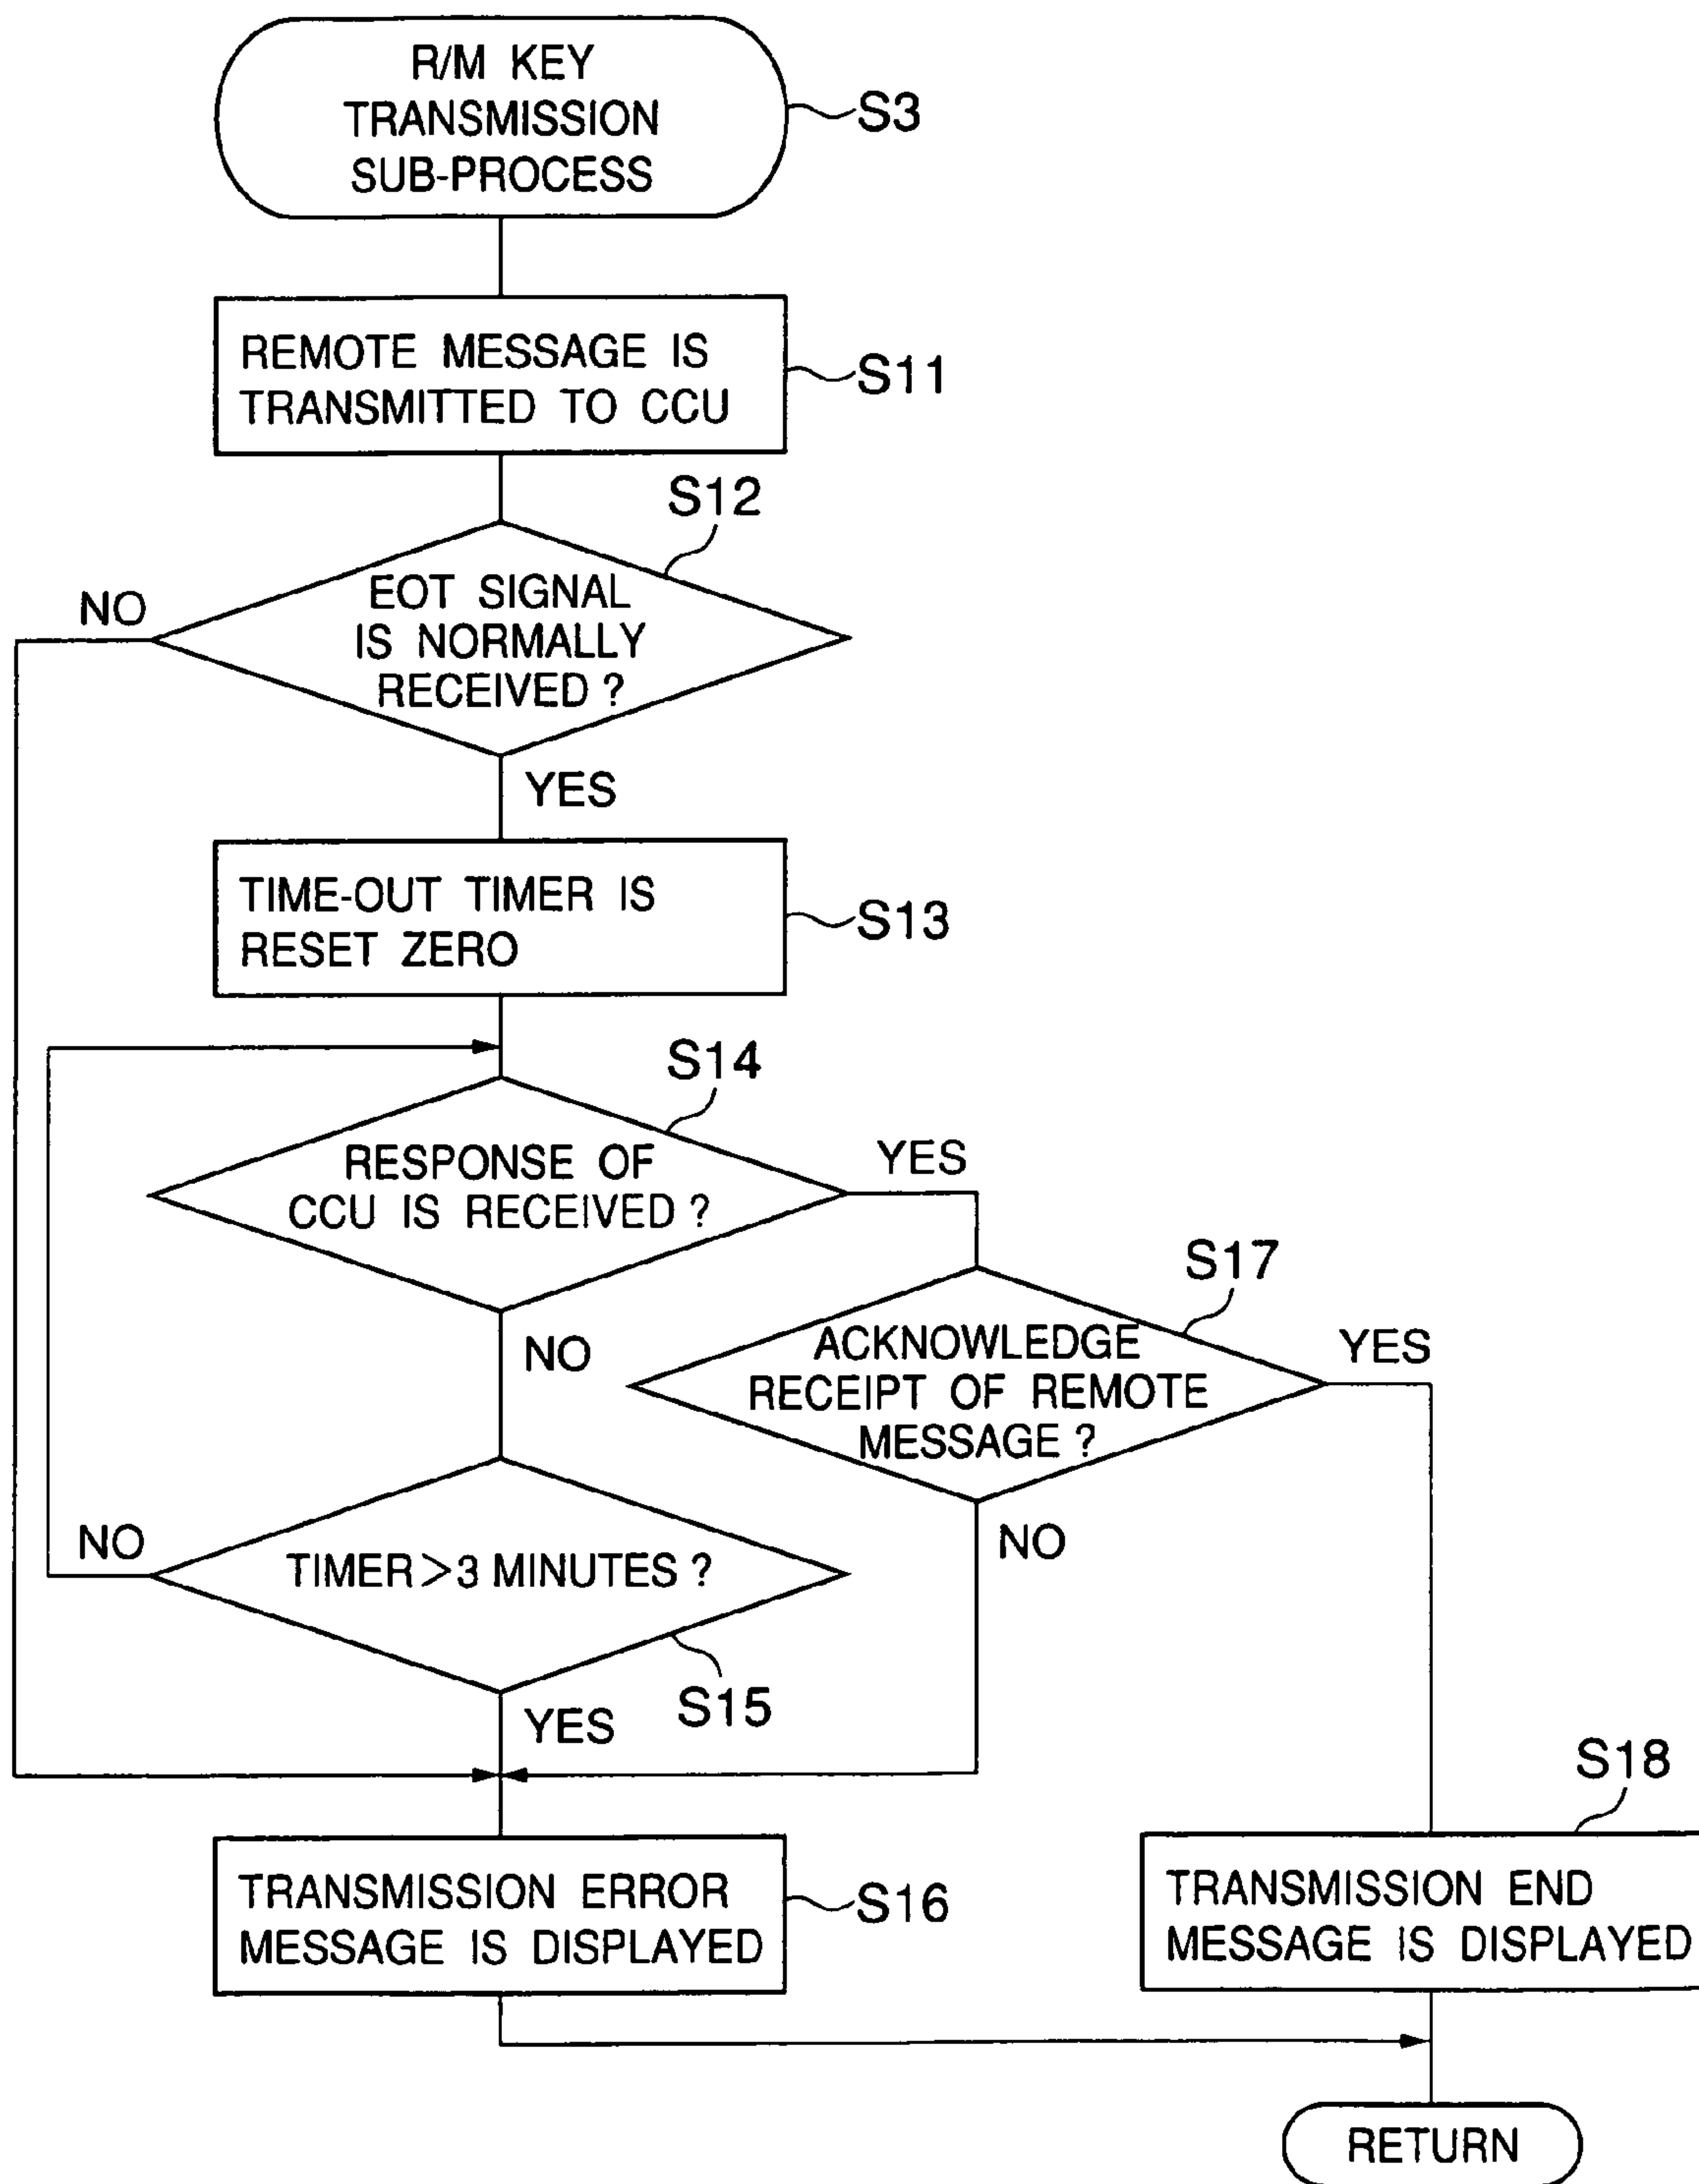 R/M KEY
TRANSMISSION
SUB-PROCESS
S3
REMOTE MESSAGE IS
TRANSMITTED TO CCU
S11
S12
NO
EOT SIGNAL
IS NORMALLY
RECEIVED ?
YES
TIME-OUT TIMER IS
RESET ZERO
S13
S14
RESPONSE OF
CCU IS RECEIVED ?
YES
NO
S17
ACKNOWLEDGE
RECEIPT OF REMOTE
MESSAGE ?
YES
NO
NO
TIMER>3 MINUTES ?
S15
YES
S18
TRANSMISSION ERROR
MESSAGE IS DISPLAYED
S16
TRANSMISSION END
MESSAGE IS DISPLAYED
RETURN